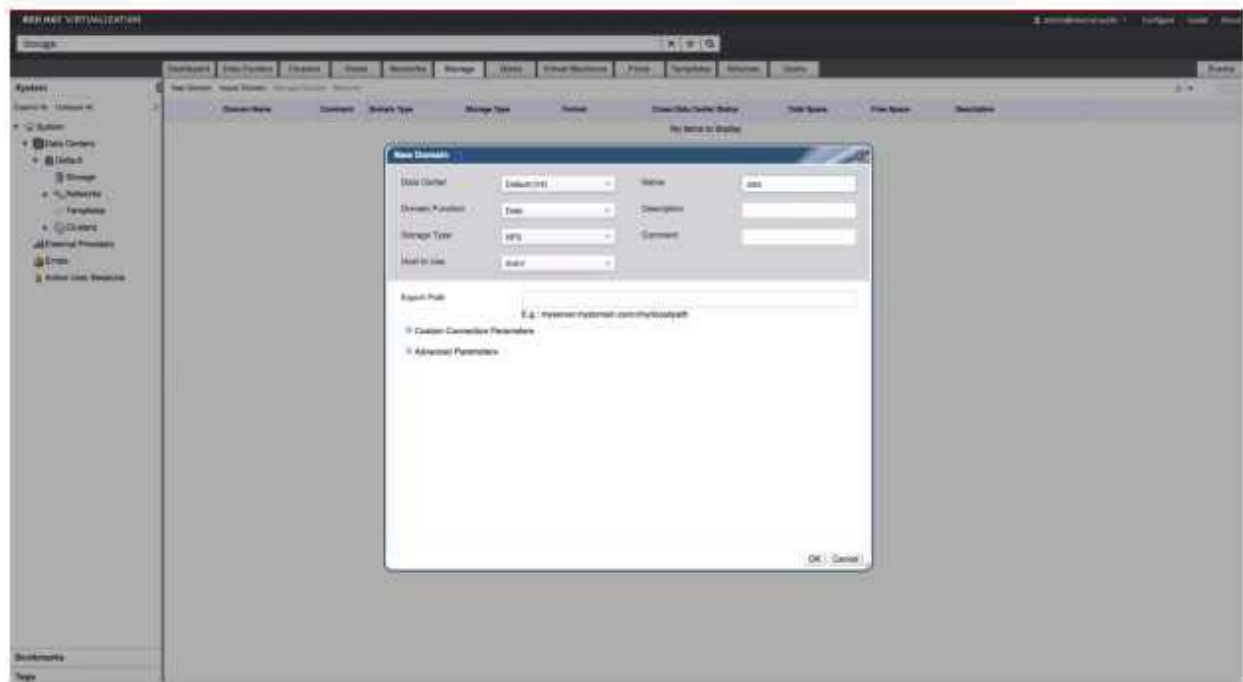 RED HAT VIRTUALIZATION
Configure
Storage
Dashboard Data Centers Clusters Hosts Networks Storage Disks Virtual Machines Pools Templates Volumes Users
Events
System
New Domain Import Domain Manage Domain
Expand All Collapse All
Domain Name Comment Domain Type Storage Type Format Cross Data Center Status Total Space Free Space Description
No items to display
System
Data Centers
Default
Storage
Networks
Templates
Clusters
External Providers
Errata
Active User Sessions
New Domain
Data Center Default (V4) Name
Domain Function Data Description
Storage Type NFS Comment
Host to Use
Export Path
E.g.: myserver.mydomain.com:/my/local/path
Custom Connection Parameters
Advanced Parameters
OK Cancel
Bookmarks
Tags